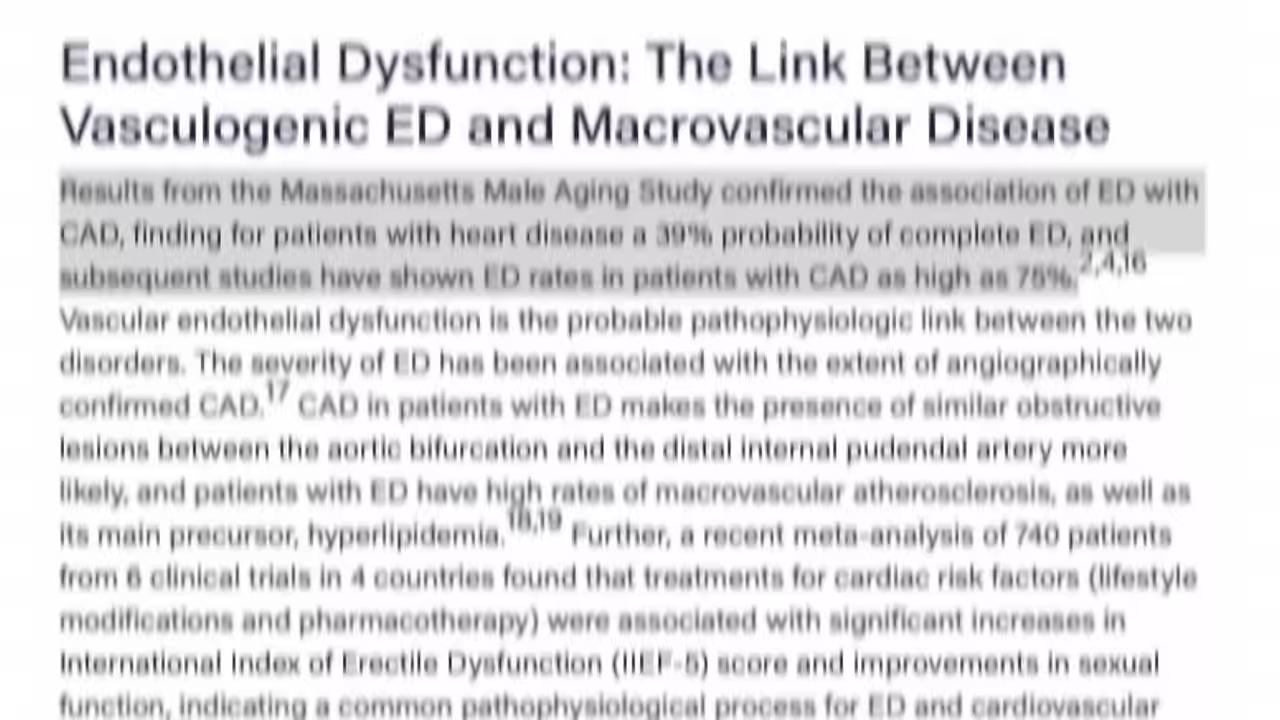 Endothelial Dysfunction: The Link Between
Vasculogenic ED and Macrovascular Disease
Results from the Massachusetts Male Aging Study confirmed the association of ED with
CAD, finding for patients with heart disease a 39% probability of complete ED, and
subsequent studies have shown ED rates in patients with CAD as high as 75%.2,4,16
Vascular endothelial dysfunction is the probable pathophysiologic link between the two
disorders. The severity of ED has been associated with the extent of angiographically
confirmed CAD.17 CAD in patients with ED makes the presence of similar obstructive
lesions between the aortic bifurcation and the distal internal pudendal artery more
likely, and patients with ED have high rates of macrovascular atherosclerosis, as well as
its main precursor, hyperlipidemia.18,19 Further, a recent meta-analysis of 740 patients
from 6 clinical trials in 4 countries found that treatments for cardiac risk factors (lifestyle
modifications and pharmacotherapy) were associated with significant increases in
International Index of Erectile Dysfunction (IIEF-5) score and improvements in sexual
function, indicating a common pathophysiological process for ED and cardiovascular